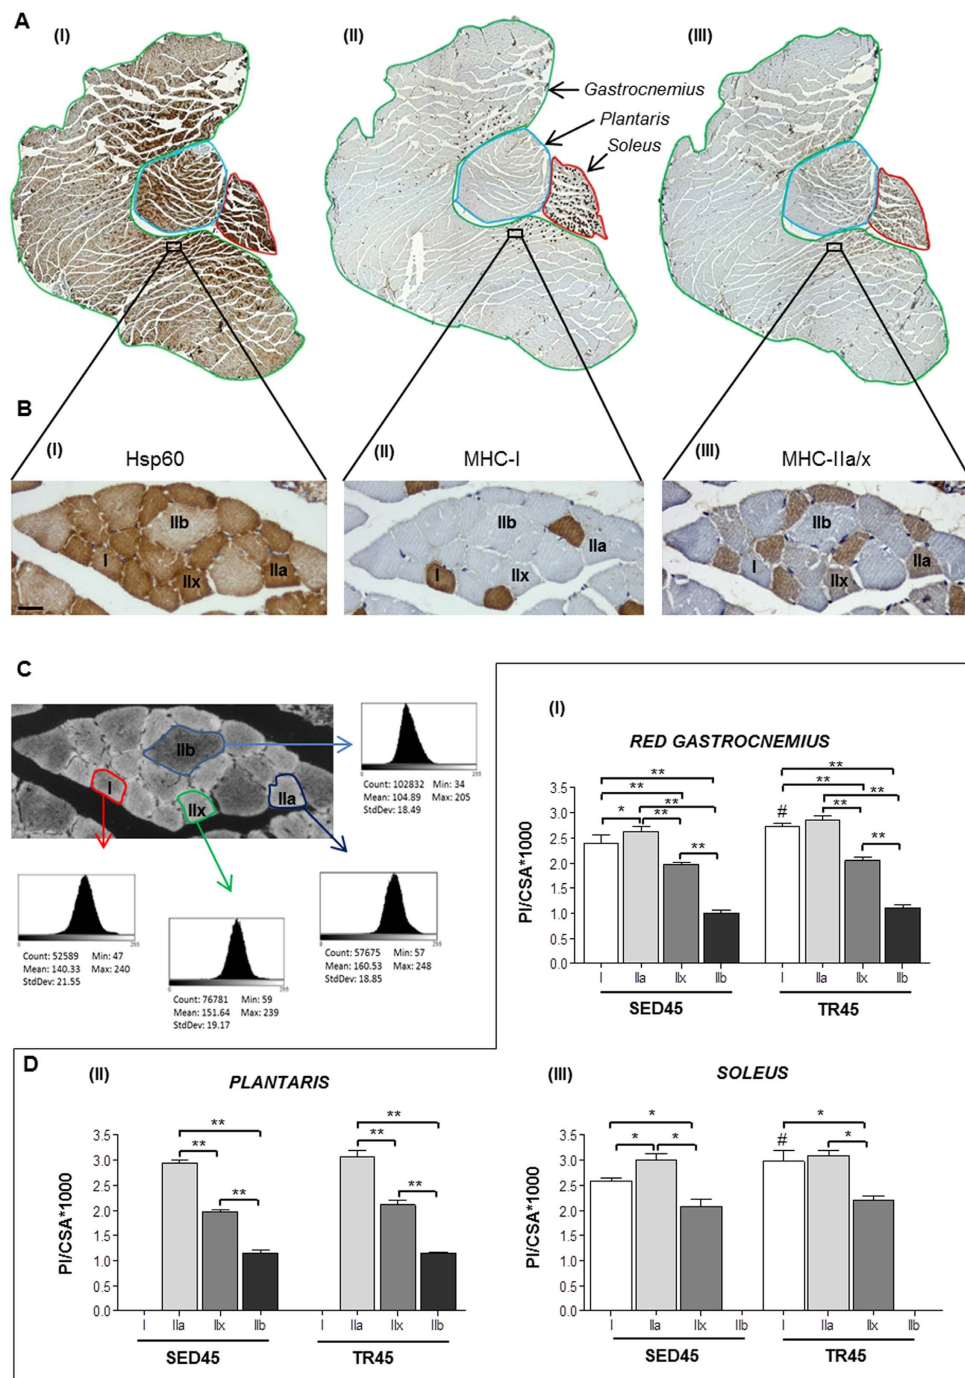 A
(I)
(II)
(III)
Gastrocnemius
Plantaris
Soleus
B
(I)
(II)
(III)
Hsp60
MHC-I
MHC-IIa/x
IIb
I
IIx
IIa
IIb
I
IIx
IIa
IIb
I
IIx
IIa
C
IIb
I
IIx
IIa
0 255
Count: 102832 Min: 34
Mean: 104.89 Max: 205
StdDev: 18.49
0 255
Count: 52589 Min: 47
Mean: 140.33 Max: 240
StdDev: 21.55
0 255
Count: 76781 Min: 59
Mean: 151.64 Max: 239
StdDev: 19.17
0 255
Count: 57675 Min: 57
Mean: 160.53 Max: 248
StdDev: 18.85
(I)
RED GASTROCNEMIUS
PI/CSA*1000
3.5
3.0
2.5
2.0
1.5
1.0
0.5
0.0
**
**
* **
** **
**
**
**
**
** **
#
I IIa IIx IIb I IIa IIx IIb
SED45 TR45
D
(II)
PLANTARIS
PI/CSA*1000
3.5
3.0
2.5
2.0
1.5
1.0
0.5
0.0
** **
** **
** **
I IIa IIx IIb I IIa IIx IIb
SED45 TR45
(III)
SOLEUS
PI/CSA*1000
3.5
3.0
2.5
2.0
1.5
1.0
0.5
0.0
* *
* * # *
I IIa IIx IIb I IIa IIx IIb
SED45 TR45